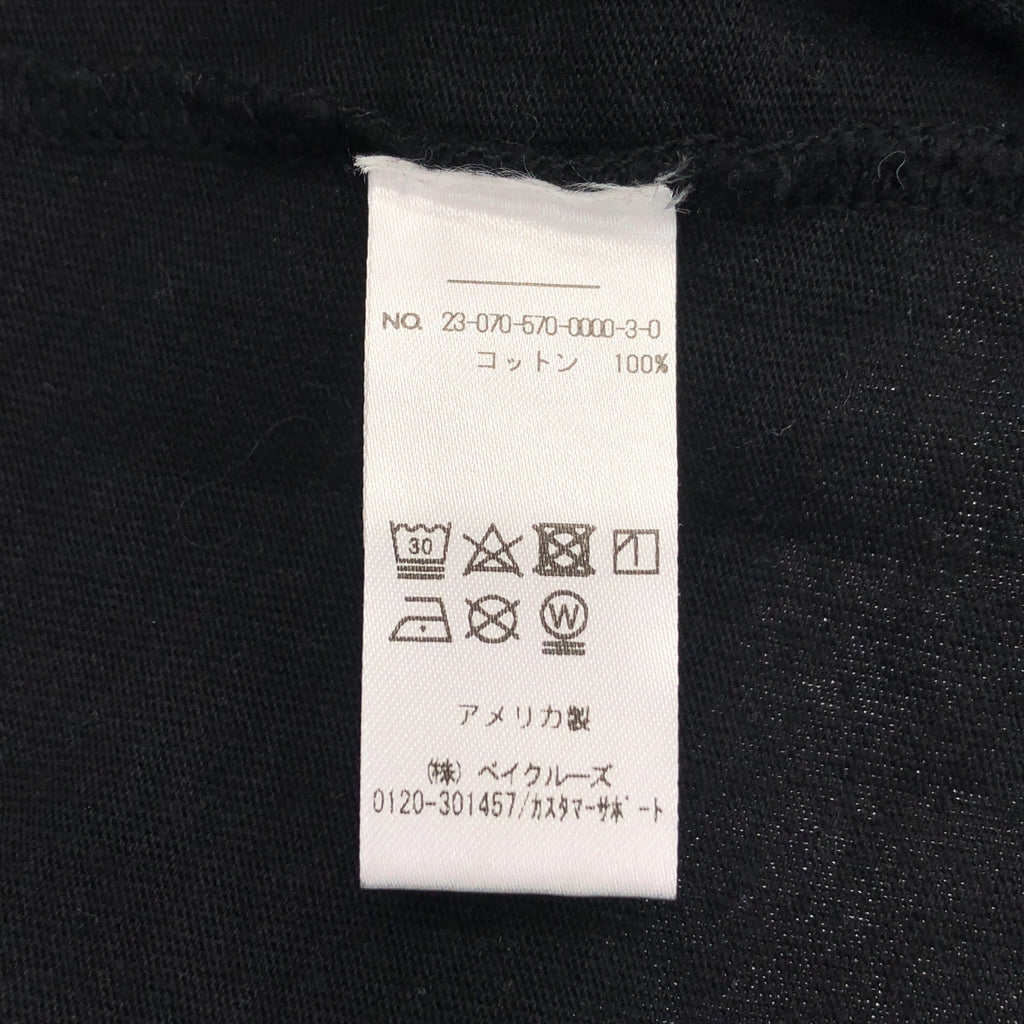 NO. 23-070-570-0000-3-0
コットン 100%
30
W
アメリカ製
(株) ベイクルーズ
0120-301457/カスタマーサポート